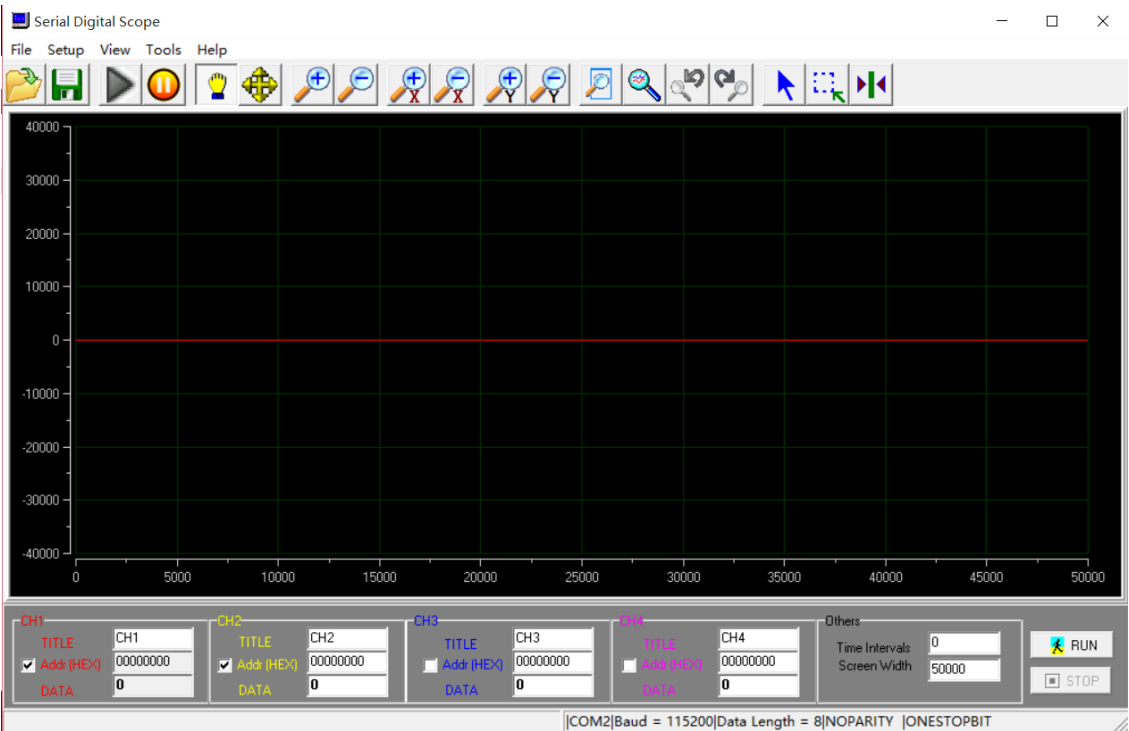 Serial Digital Scope
File Setup View Tools Help
X X Y Y
40000
30000
20000
10000
0
-10000
-20000
-30000
-40000
0 5000 10000 15000 20000 25000 30000 35000 40000 45000 50000
CH1 CH2 CH3 CH4 Others
TITLE CH1 TITLE CH2 TITLE CH3 TITLE CH4 Time Intervals 0 RUN
Addr (HEX) 00000000 Addr (HEX) 00000000 Addr (HEX) 00000000 Addr (HEX) 00000000 Screen Width 50000
DATA 0 DATA 0 DATA 0 DATA 0 STOP
|COM2|Baud = 115200|Data Length = 8|NOPARITY |ONESTOPBIT